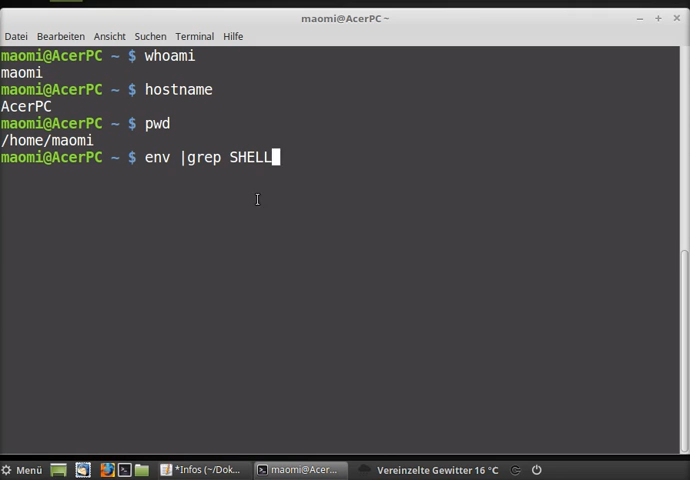 maomi@AcerPC ~
Datei Bearbeiten Ansicht Suchen Terminal Hilfe
maomi@AcerPC ~ $ whoami
maomi
maomi@AcerPC ~ $ hostname
AcerPC
maomi@AcerPC ~ $ pwd
/home/maomi
maomi@AcerPC ~ $ env |grep SHELL
Menü *Infos (~/Dok... maomi@Acer... Vereinzelte Gewitter 16 °C